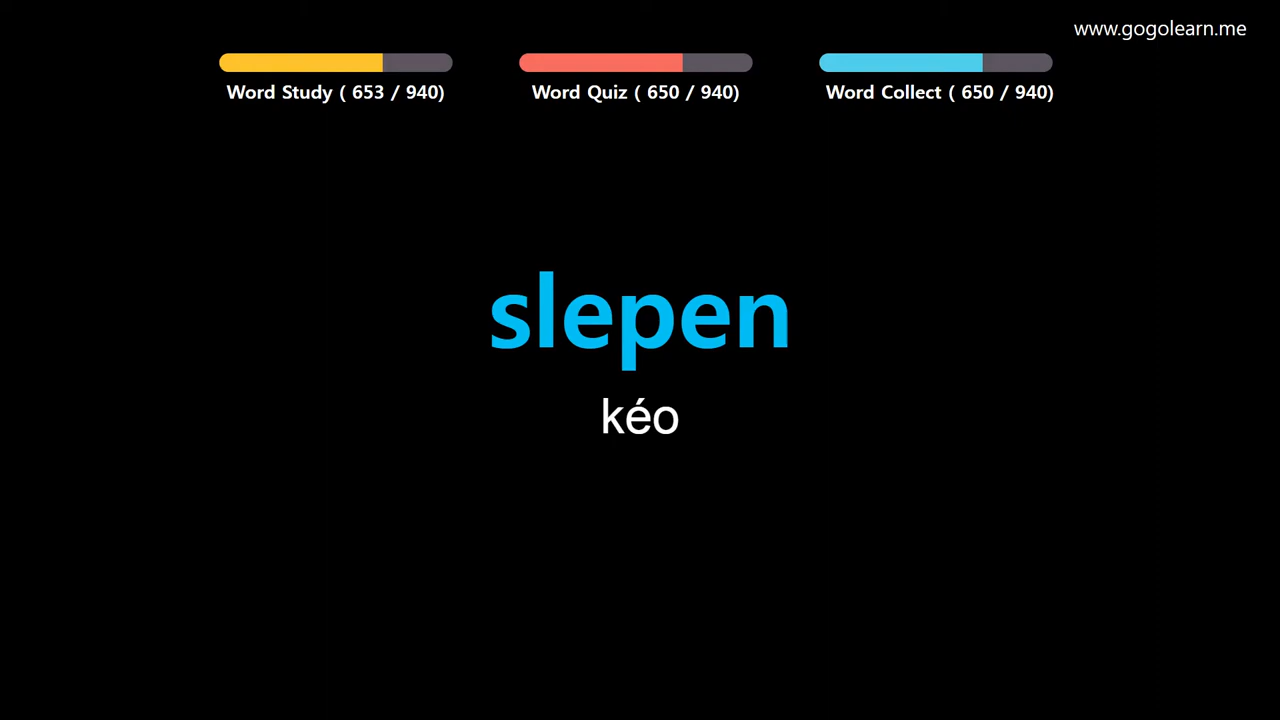 www.gogolearn.me
Word Study ( 653 / 940)
Word Quiz ( 650 / 940)
Word Collect ( 650 / 940)
slepen
kéo